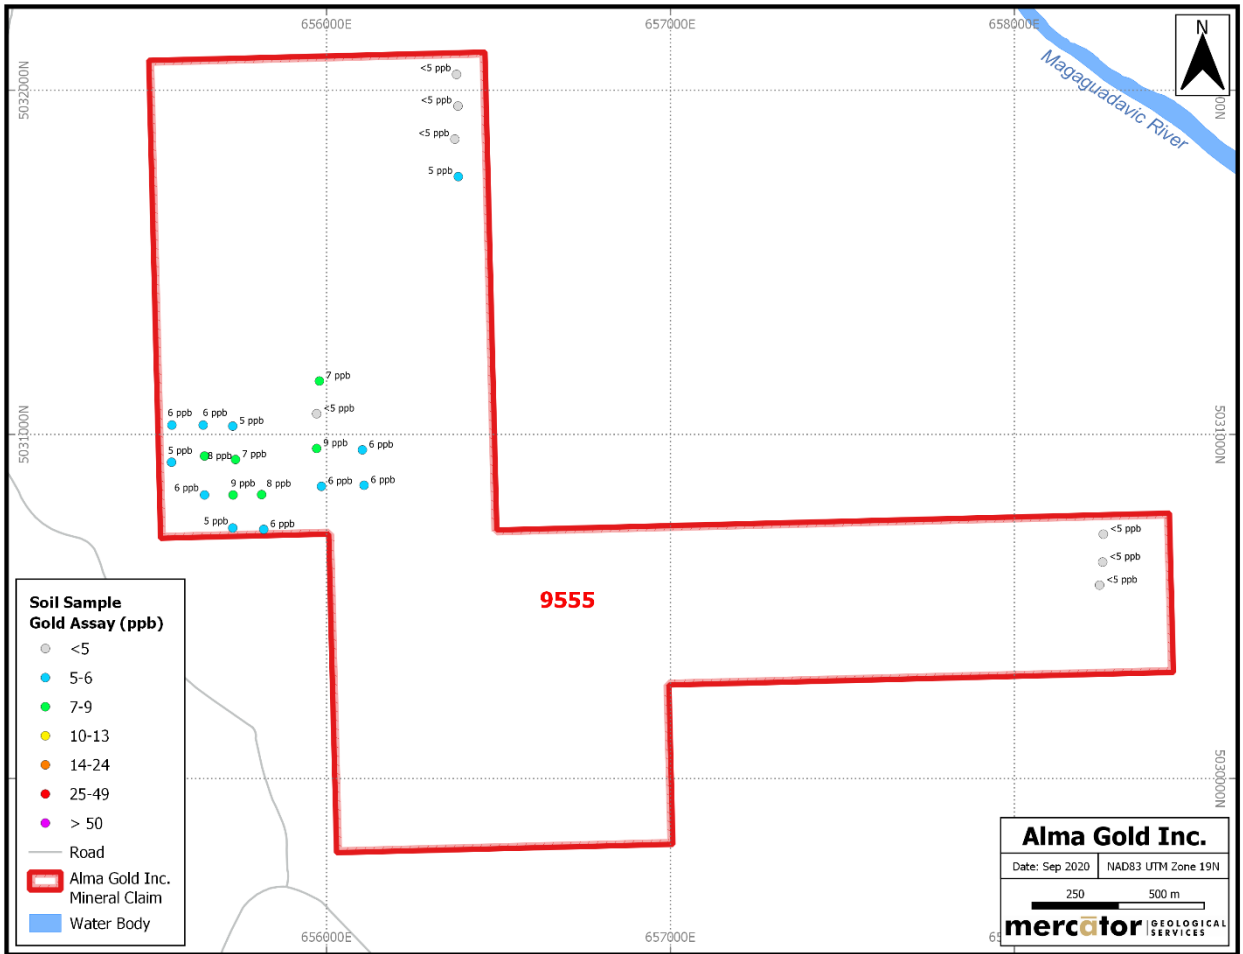 656000E
657000E
658000E
N
5032000N
00N
Magaguadavic River
<5 ppb
<5 ppb
<5 ppb
5 ppb
7 ppb
<5 ppb
6 ppb
6 ppb
5 ppb
5031000N
5031000N
9 ppb
6 ppb
5 ppb
8 ppb
7 ppb
6 ppb
9 ppb
8 ppb
6 ppb
6 ppb
5 ppb
6 ppb
<5 ppb
<5 ppb
<5 ppb
9555
Soil Sample
Gold Assay (ppb)
<5
5-6
7-9
10-13
14-24
25-49
> 50
Road
Alma Gold Inc.
Mineral Claim
Water Body
5030000N
Alma Gold Inc.
Date: Sep 2020
NAD83 UTM Zone 19N
250
500 m
mercator
GEOLOGICAL
SERVICES
656000E
657000E
65